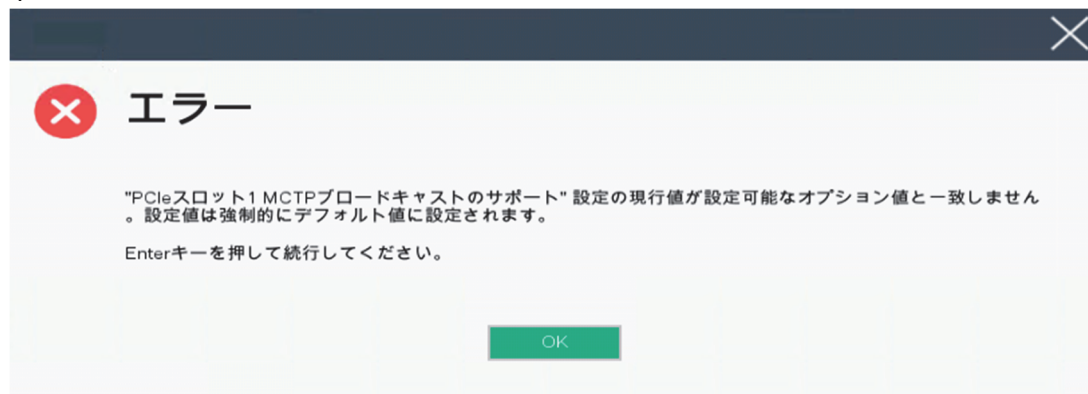 エラー
"PCIeスロット1 MCTPブロードキャストのサポート" 設定の現行値が設定可能なオプション値と一致しません
。設定値は強制的にデフォルト値に設定されます。
Enterキーを押して続行してください。
OK